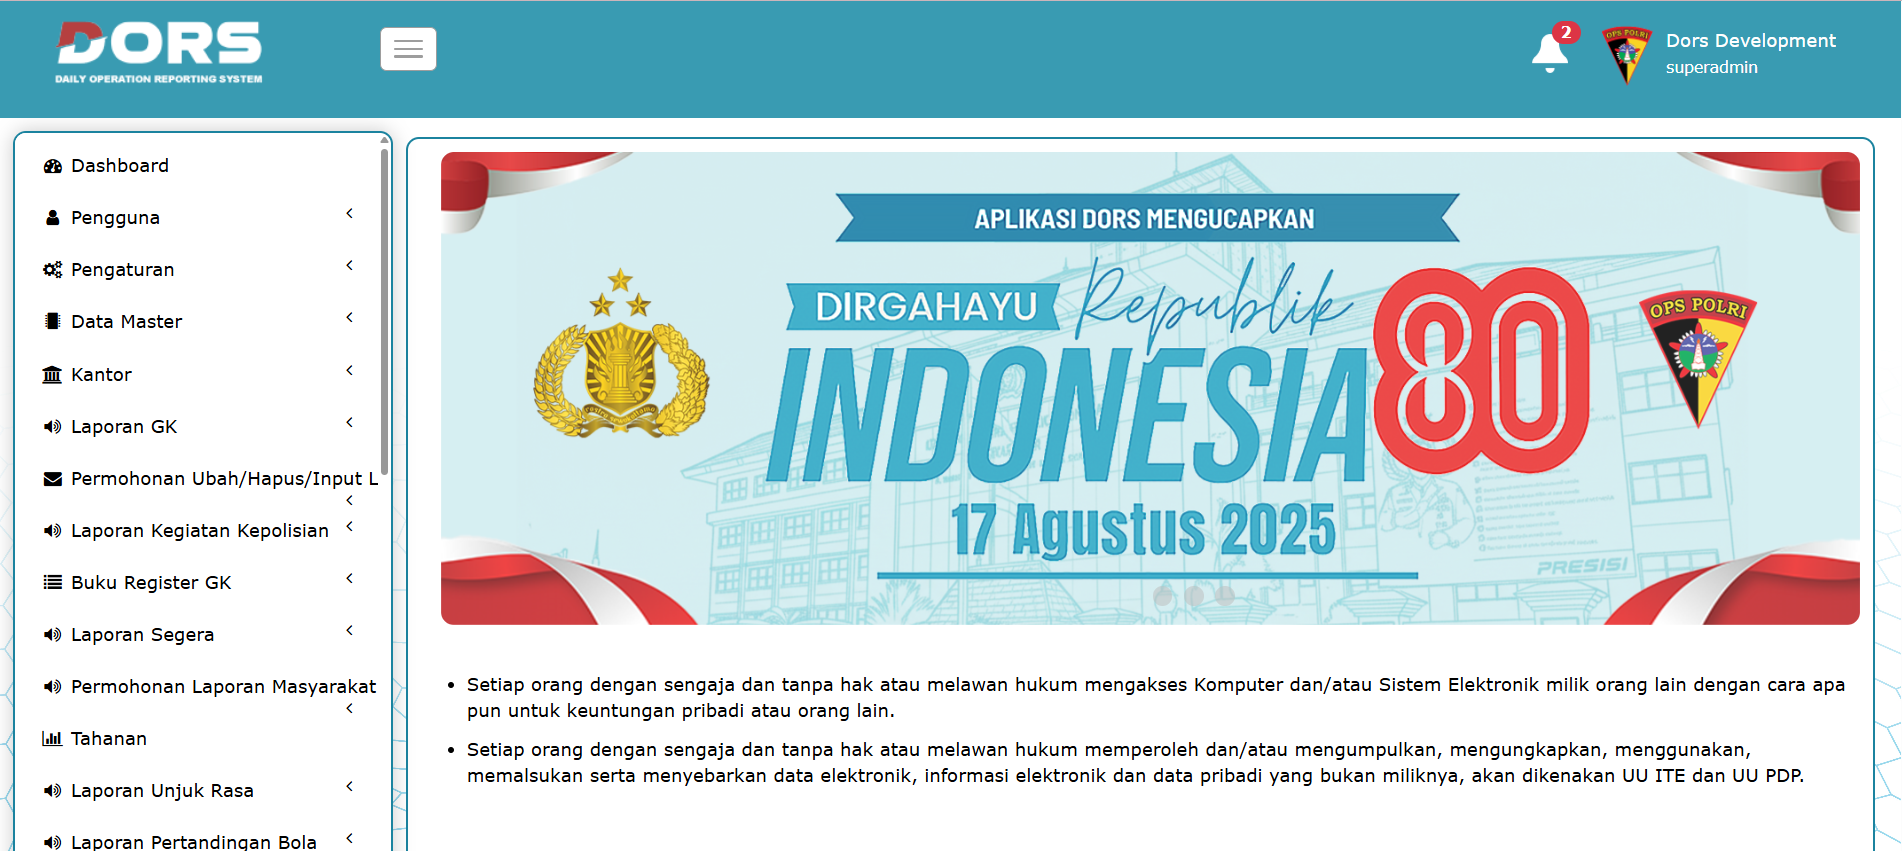 DORS
DAILY OPERATION REPORTING SYSTEM
2
OPS POLRI
Dors Development
superadmin
Dashboard
Pengguna
Pengaturan
Data Master
Kantor
Laporan GK
Permohonan Ubah/Hapus/Input L
Laporan Kegiatan Kepolisian
Buku Register GK
Laporan Segera
Permohonan Laporan Masyarakat
Tahanan
Laporan Unjuk Rasa
Laporan Pertandingan Bola
APLIKASI DORS MENGUCAPKAN
DIRGAHAYU Republik
INDONESIA 80
17 Agustus 2025
OPS POLRI
PRESISI
Setiap orang dengan sengaja dan tanpa hak atau melawan hukum mengakses Komputer dan/atau Sistem Elektronik milik orang lain dengan cara apa
pun untuk keuntungan pribadi atau orang lain.
Setiap orang dengan sengaja dan tanpa hak atau melawan hukum memperoleh dan/atau mengumpulkan, mengungkapkan, menggunakan,
memalsukan serta menyebarkan data elektronik, informasi elektronik dan data pribadi yang bukan miliknya, akan dikenakan UU ITE dan UU PDP.